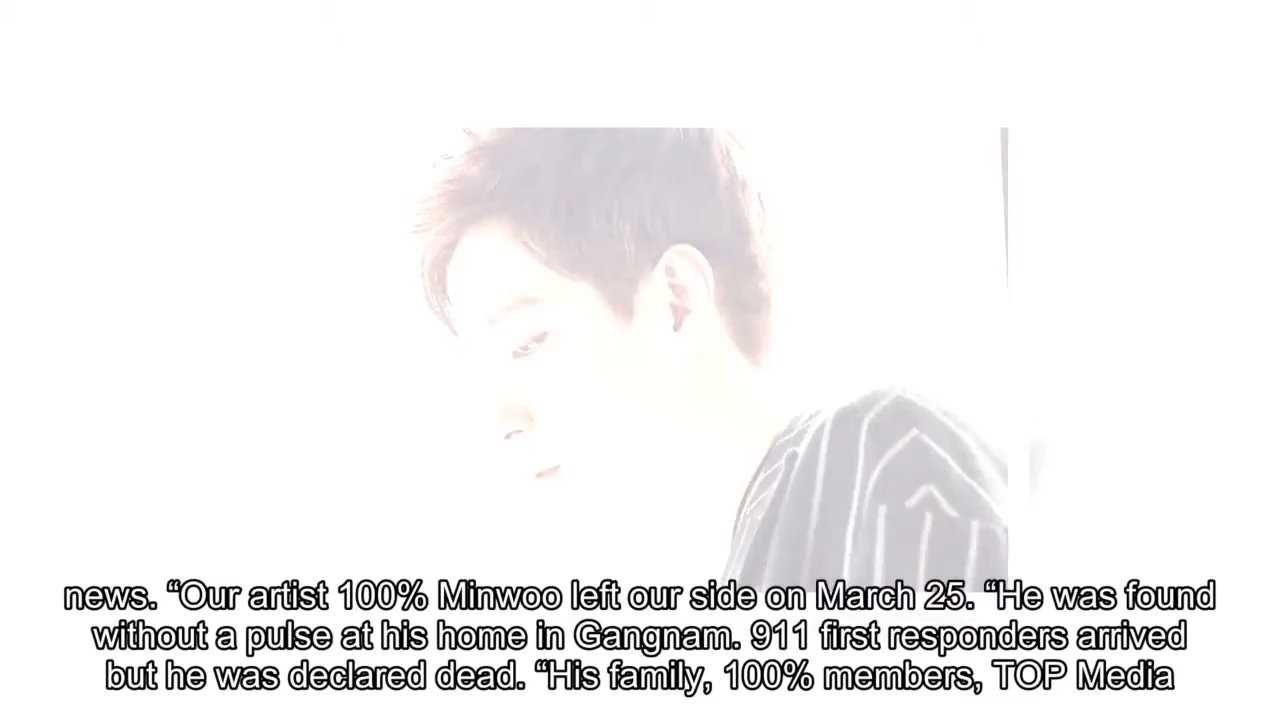 news. “Our artist 100% Minwoo left our side on March 25. “He was found
without a pulse at his home in Gangnam. 911 first responders arrived
but he was declared dead. “His family, 100% members, TOP Media